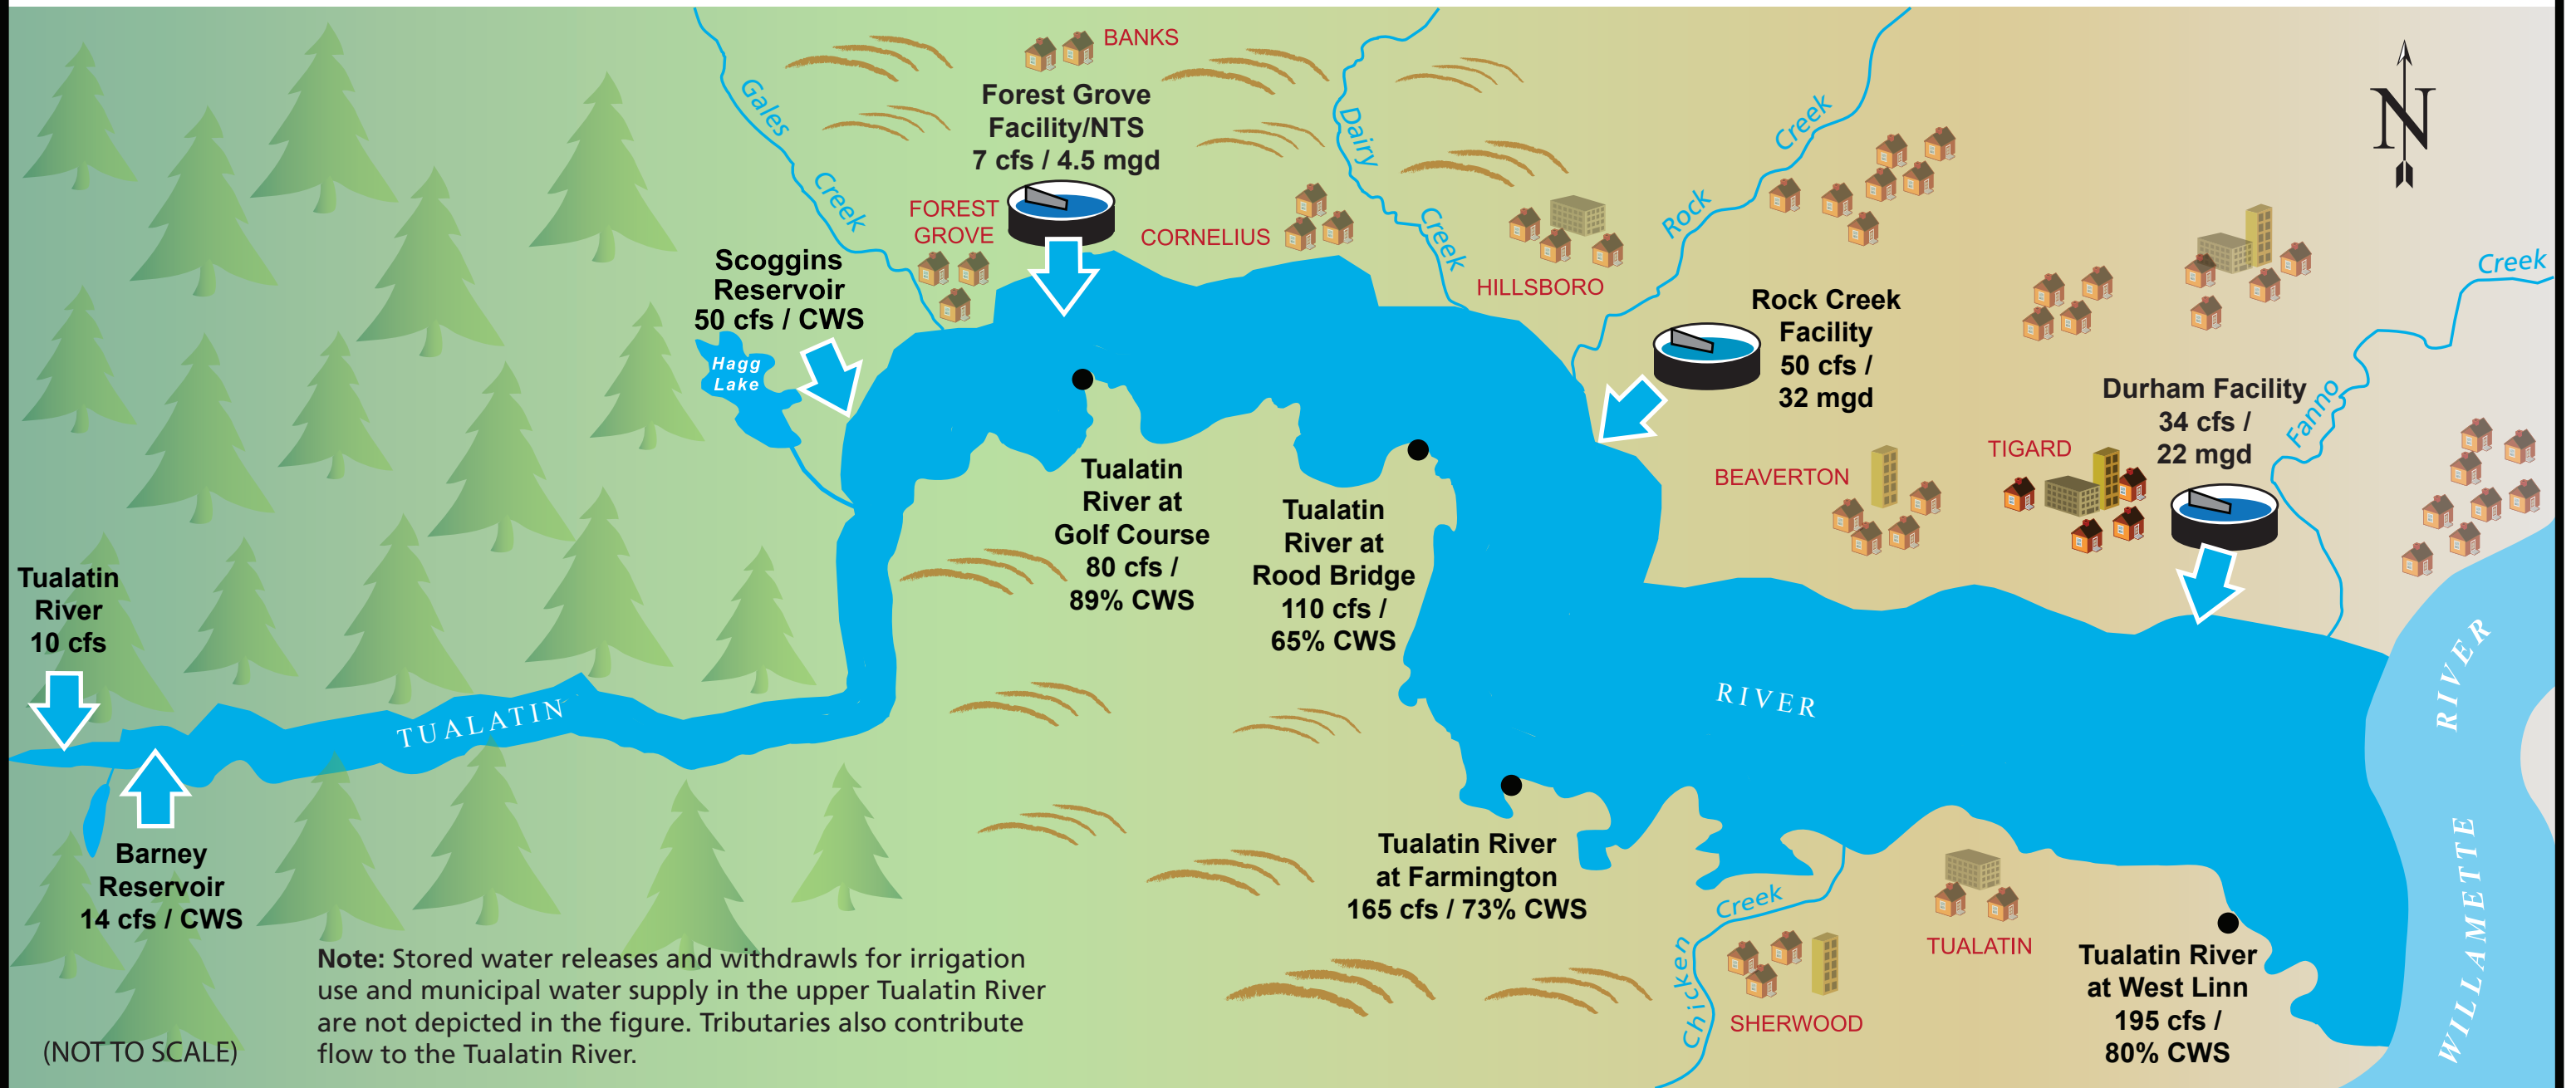 BANKS
Forest Grove
Facility/NTS
7 cfs / 4.5 mgd
Gales
Creek
Dairy
Creek
Rock
Creek
N
FOREST
GROVE
CORNELIUS
HILLSBORO
Scoggins
Reservoir
50 cfs / CWS
Hagg
Lake
Rock Creek
Facility
50 cfs /
32 mgd
Creek
Fanno
Durham Facility
34 cfs /
22 mgd
TIGARD
BEAVERTON
Tualatin
River at
Golf Course
80 cfs /
89% CWS
Tualatin
River at
Rood Bridge
110 cfs /
65% CWS
Tualatin
River
10 cfs
TUALATIN
RIVER
WILLAMETTE RIVER
Barney
Reservoir
14 cfs / CWS
Tualatin River
at Farmington
165 cfs / 73% CWS
Chicken
Creek
SHERWOOD
TUALATIN
Tualatin River
at West Linn
195 cfs /
80% CWS
Note: Stored water releases and withdrawls for irrigation
use and municipal water supply in the upper Tualatin River
are not depicted in the figure. Tributaries also contribute
flow to the Tualatin River.
(NOT TO SCALE)